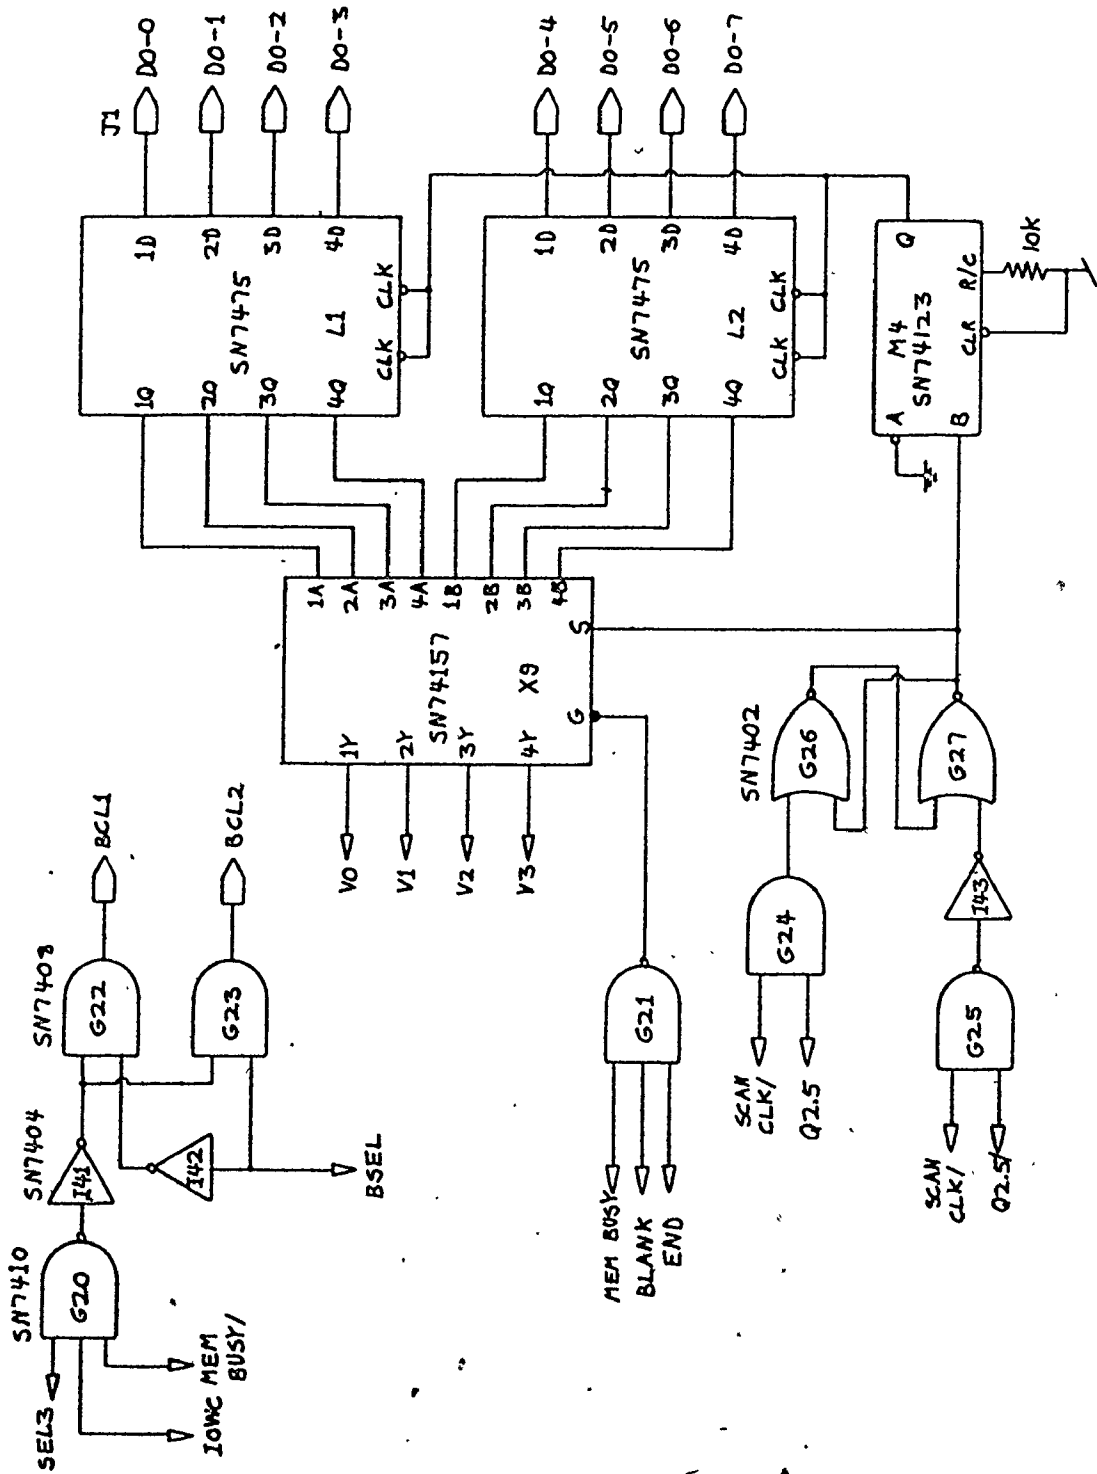 J1
DO-0
DO-1
DO-2
DO-3
DO-4
DO-5
DO-6
DO-7
1D
2D
3D
4D
SN7475
L1
CLK
CLK
1Q
2Q
3Q
4Q
1D
2D
3D
4D
SN7475
L2
CLK
CLK
1Q
2Q
3Q
4Q
Q
M4
SN74123
R/C
CLR
A
B
10K
1A
2A
3A
4A
1B
2B
3B
4B
SN74157
X9
S
G
1Y
2Y
3Y
4Y
V0
V1
V2
V3
BCL1
BCL2
SN7408
G22
G23
SN7404
I41
I42
BSEL
SN7410
G20
SEL3
IOWC
MEM
BUSY/
G21
MEM BUSY
BLANK
END
SN7402
G26
G27
G24
I43
G25
SCAN
CLK/
Q2.5
SCAN
CLK/
Q2.5/